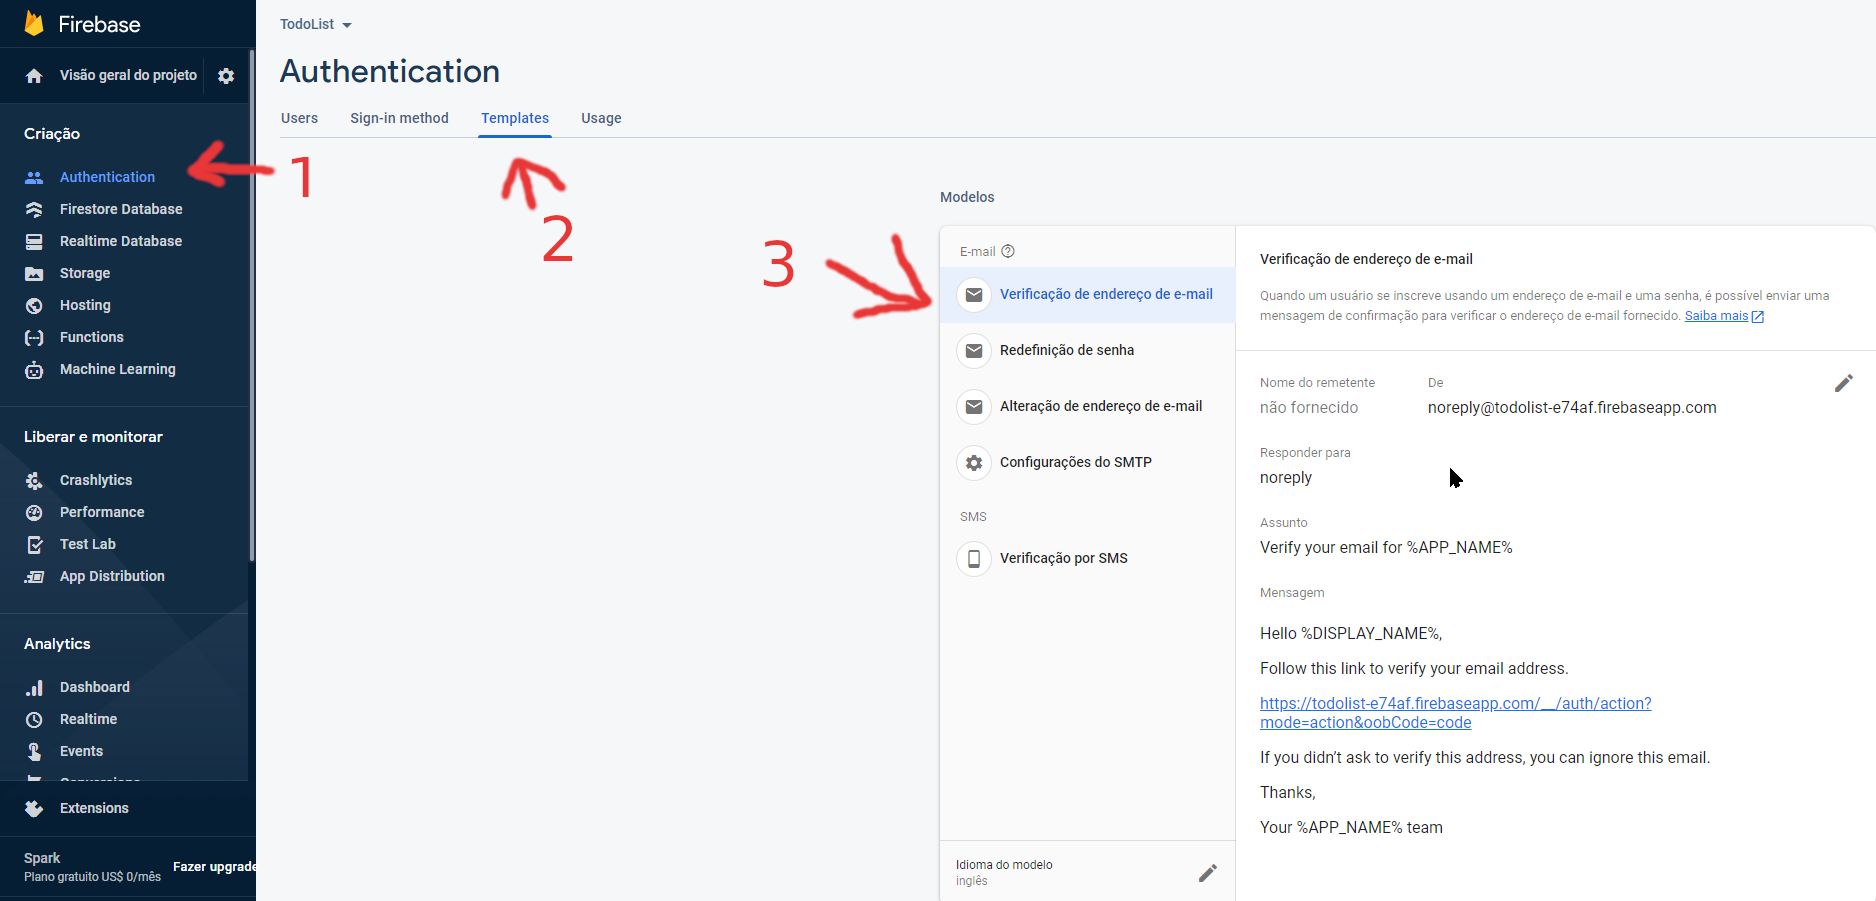 Firebase
Visão geral do projeto
Criação
Authentication
Firestore Database
Realtime Database
Storage
Hosting
Functions
Machine Learning
Liberar e monitorar
Crashlytics
Performance
Test Lab
App Distribution
Analytics
Dashboard
Realtime
Events
Conversions
Extensions
Spark
Plano gratuito US$ 0/mês
Fazer upgrade
TodoList
Authentication
Users
Sign-in method
Templates
Usage
1
2
3
Modelos
E-mail
Verificação de endereço de e-mail
Redefinição de senha
Alteração de endereço de e-mail
Configurações do SMTP
SMS
Verificação por SMS
Idioma do modelo
inglês
Verificação de endereço de e-mail
Quando um usuário se inscreve usando um endereço de e-mail e uma senha, é possível enviar uma
mensagem de confirmação para verificar o endereço de e-mail fornecido. Saiba mais
Nome do remetente
não fornecido
De
noreply@todolist-e74af.firebaseapp.com
Responder para
noreply
Assunto
Verify your email for %APP_NAME%
Mensagem
Hello %DISPLAY_NAME%,
Follow this link to verify your email address.
https://todolist-e74af.firebaseapp.com/__/auth/action?
mode=action&oobCode=code
If you didn’t ask to verify this address, you can ignore this email.
Thanks,
Your %APP_NAME% team